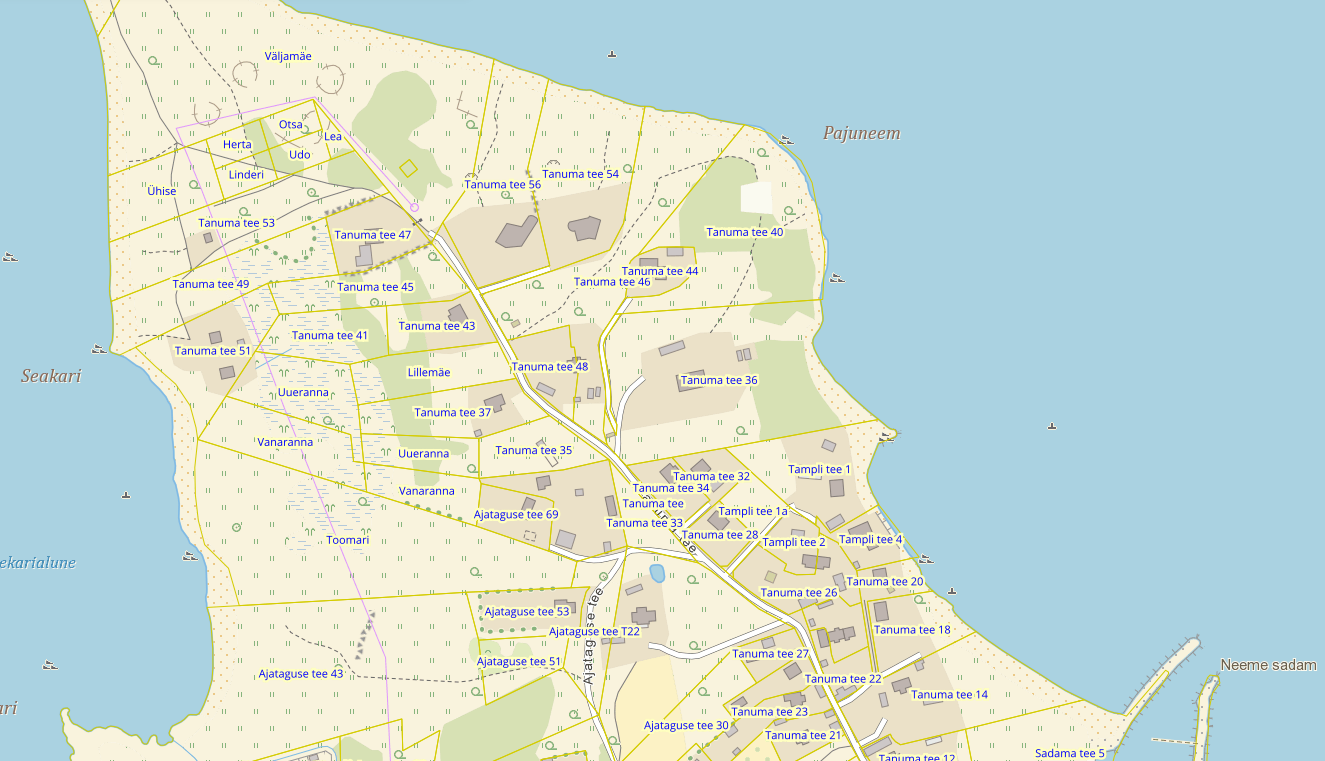 Väljamäe
Otsa
Pajuneem
Lea
Herta
Udo
Linderi
Tanuma tee 54
Tanuma tee 56
Ühise
Tanuma tee 53
Tanuma tee 40
Tanuma tee 47
Tanuma tee 44
Tanuma tee 46
Tanuma tee 49
Tanuma tee 45
Tanuma tee 43
Tanuma tee 41
Tanuma tee 51
Tanuma tee 48
Lillemäe
Seakari
Tanuma tee 36
Uueranna
Tanuma tee 37
Vanaranna
Tanuma tee 35
Uueranna
Tampli tee 1
Tanuma tee 32
Tanuma tee 34
Vanaranna
Tanuma tee
Tampli tee 1a
Ajataguse tee 69
Tanuma tee 33
Tanuma tee 28
Toomari
Tampli tee 2
Tampli tee 4
ekarialune
Tanuma tee 20
Tanuma tee 26
Ajataguse tee
Ajataguse tee 53
Ajataguse tee T22
Tanuma tee 18
Tanuma tee 27
Ajataguse tee 51
Neeme sadam
Ajataguse tee 43
Tanuma tee 22
Tanuma tee 14
ari
Tanuma tee 23
Ajataguse tee 30
Tanuma tee 21
Sadama tee 5
Tanuma tee 12